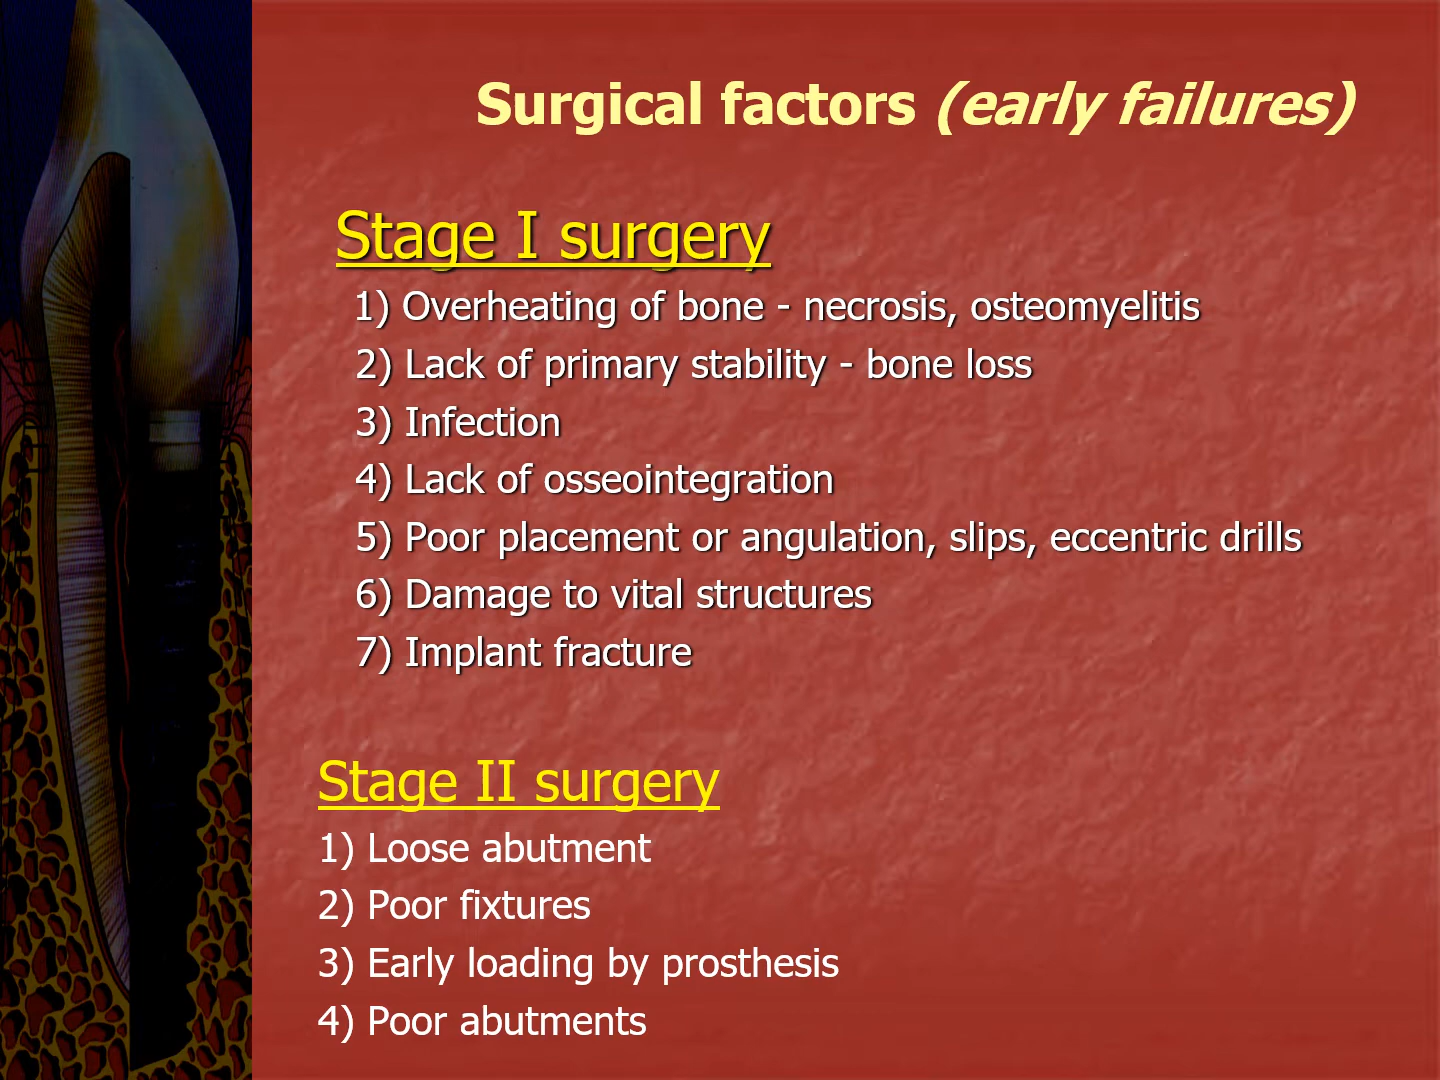 Surgical factors (early failures)
Stage I surgery
1) Overheating of bone - necrosis, osteomyelitis
2) Lack of primary stability - bone loss
3) Infection
4) Lack of osseointegration
5) Poor placement or angulation, slips, eccentric drills
6) Damage to vital structures
7) Implant fracture
Stage II surgery
1) Loose abutment
2) Poor fixtures
3) Early loading by prosthesis
4) Poor abutments